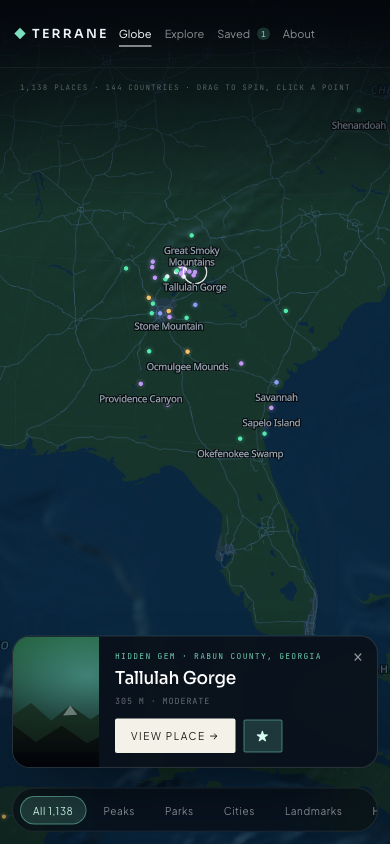 TERRANE Globe Explore Saved 1 About
1,138 PLACES · 144 COUNTRIES · DRAG TO SPIN, CLICK A POINT
Shenandoah
Great Smoky
Mountains
Tallulah Gorge
Stone Mountain
Ocmulgee Mounds
Providence Canyon
Savannah
Sapelo Island
Okefenokee Swamp
HIDDEN GEM · RABUN COUNTY, GEORGIA
Tallulah Gorge
305 M · MODERATE
VIEW PLACE →
All 1,138 Peaks Parks Cities Landmarks